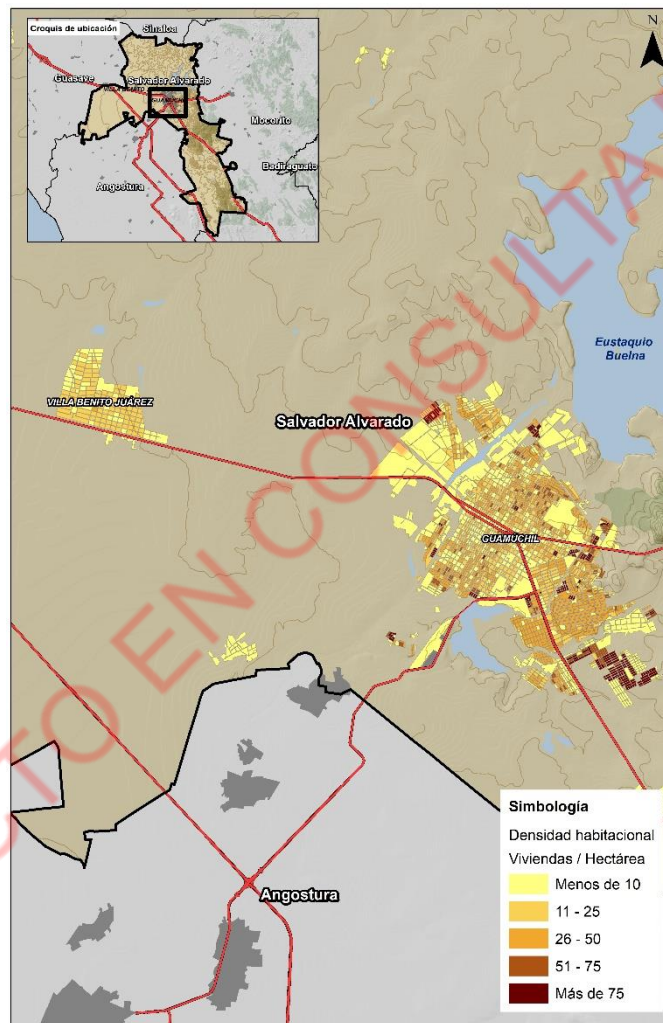 Croquis de ubicación
Sinaloa
Guasave
Salvador Alvarado
GUAMUCHIL
Mocorito
Badiraguato
Angostura
N
Eustaquio
Buelna
VILLA BENITO JUÁREZ
Salvador Alvarado
GUAMUCHIL
Angostura
CTO EN CONSULTA
Simbología
Densidad habitacional
Viviendas / Hectárea
Menos de 10
11 - 25
26 - 50
51 - 75
Más de 75